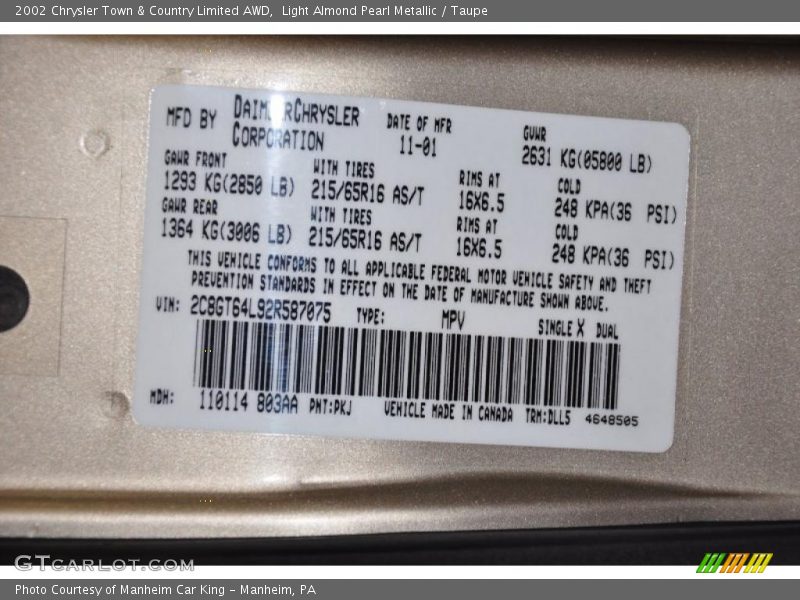 2002 Chrysler Town & Country Limited AWD,  Light Almond Pearl Metallic / Taupe
MFD BY DAIMLERCHRYSLER CORPORATION
DATE OF MFR 11-01
GVWR 2631 KG(05800 LB)
GAWR FRONT WITH TIRES RIMS AT COLD
1293 KG(2850 LB) 215/65R16 AS/T 16X6.5 248 KPA(36 PSI)
GAWR REAR WITH TIRES RIMS AT COLD
1364 KG(3006 LB) 215/65R16 AS/T 16X6.5 248 KPA(36 PSI)
THIS VEHICLE CONFORMS TO ALL APPLICABLE FEDERAL MOTOR VEHICLE SAFETY AND THEFT
PREVENTION STANDARDS IN EFFECT ON THE DATE OF MANUFACTURE SHOWN ABOVE.
VIN: 2C8GT64L92R587075 TYPE: MPV SINGLE X DUAL
MDH: 110114 803AA PNT:PKJ VEHICLE MADE IN CANADA TRM:DLL5 4648505
GTCARLOT.COM
Photo Courtesy of Manheim Car King - Manheim, PA